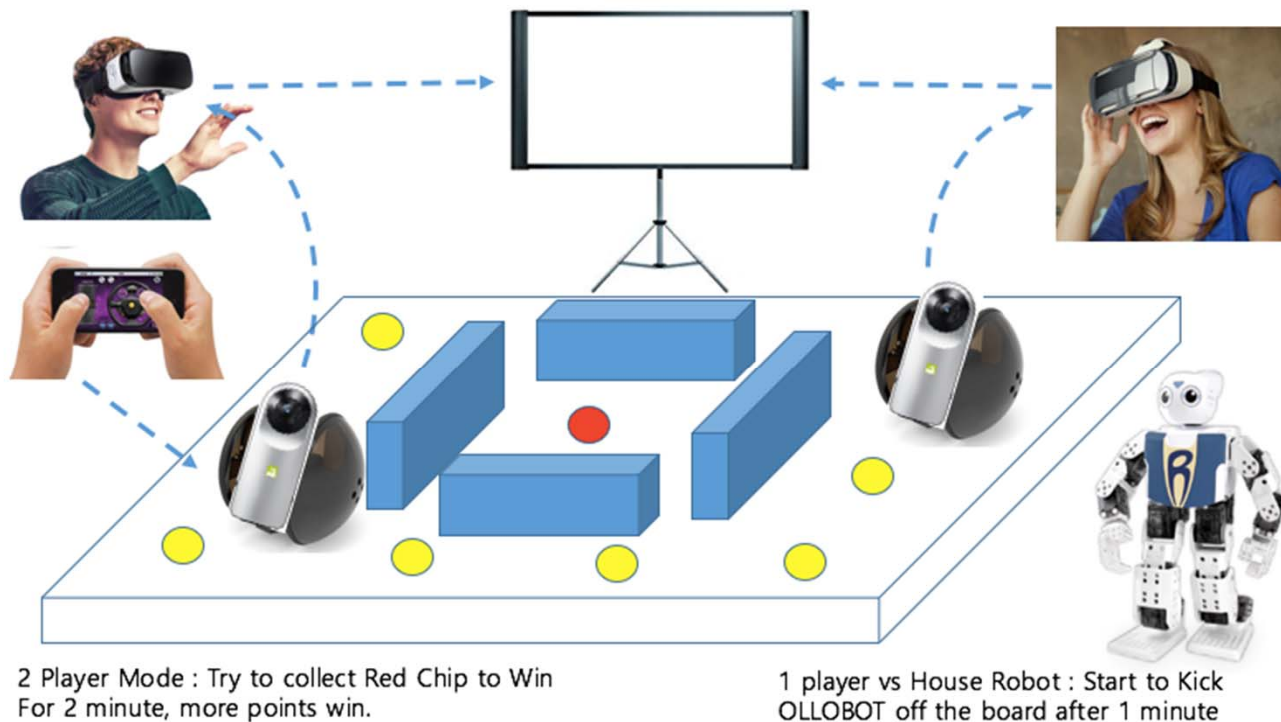 2 Player Mode : Try to collect Red Chip to Win
For 2 minute, more points win.
1 player vs House Robot : Start to Kick
OLLOBOT off the board after 1 minute
R